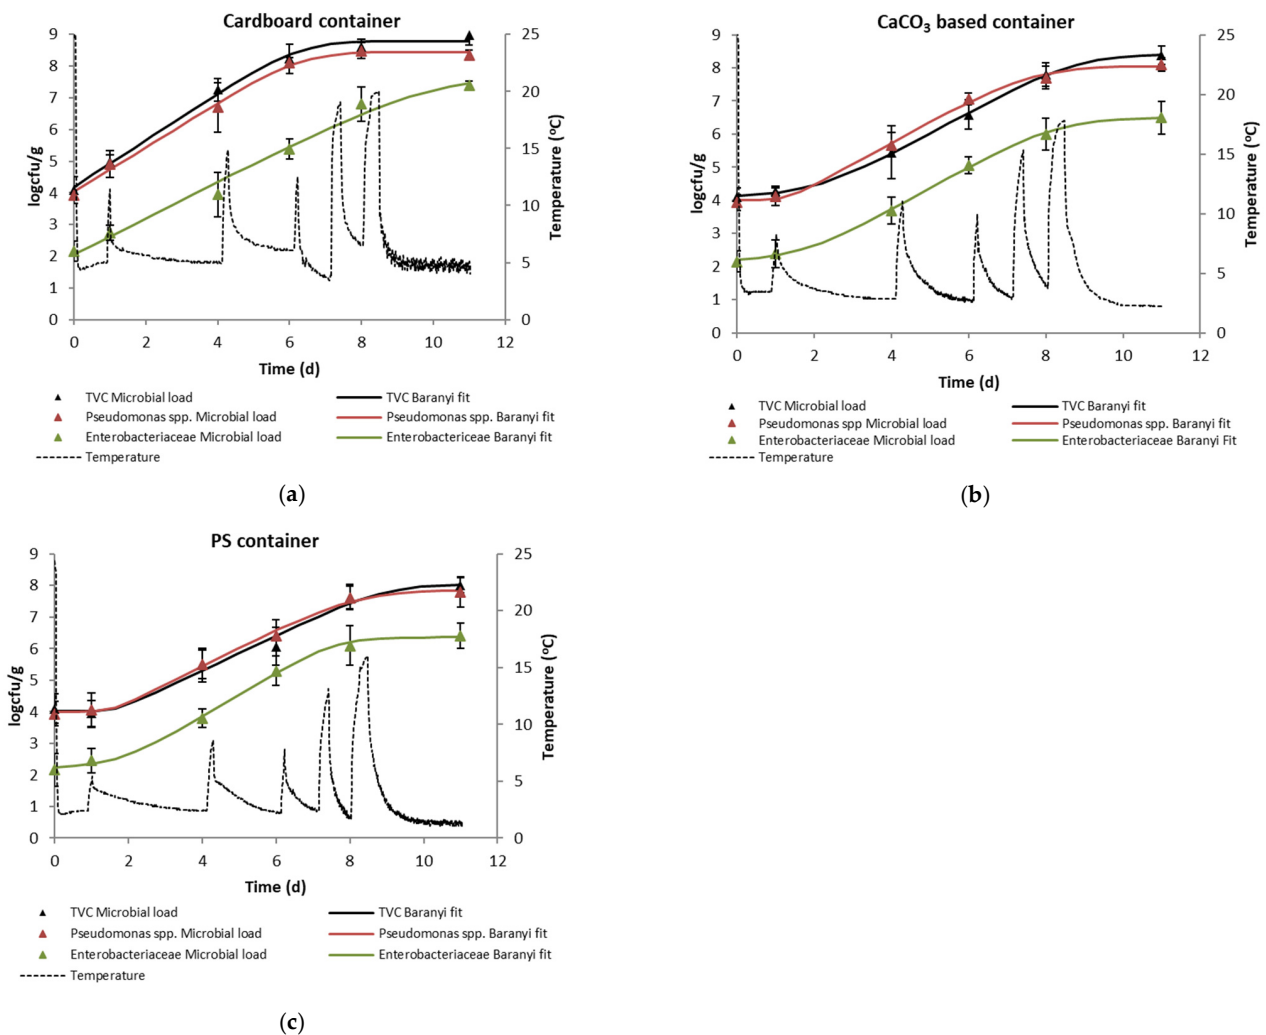 Cardboard container
9
8
7
6
5
4
3
2
1
0
logcfu/g
25
20
15
10
5
0
Temperature (ºC)
0 2 4 6 8 10 12
Time (d)
TVC Microbial load
TVC Baranyi fit
Pseudomonas spp. Microbial load
Pseudomonas spp. Baranyi fit
Enterobacteriaceae Microbial load
Enterobactericeae Baranyi fit
Temperature
(a)
CaCO₃ based container
9
8
7
6
5
4
3
2
1
0
logcfu/g
25
20
15
10
5
0
Temperature (ºC)
0 2 4 6 8 10 12
Time (d)
TVC Microbial load
TVC Baranyi fit
Pseudomonas spp Microbial load
Pseudomonas spp. Baranyi fit
Enterobacteriaceae Microbial load
Enterobacteriaceae Baranyi Fit
Temperature
(b)
PS container
9
8
7
6
5
4
3
2
1
0
logcfu/g
25
20
15
10
5
0
Temperature (ºC)
0 2 4 6 8 10 12
Time (d)
TVC Microbial load
TVC Baranyi fit
Pseudomonas spp. Microbial load
Pseudomonas spp. Baranyi fit
Enterobacteriaceae Microbial load
Enterobacteriaceae Baranyi fit
Temperature
(c)